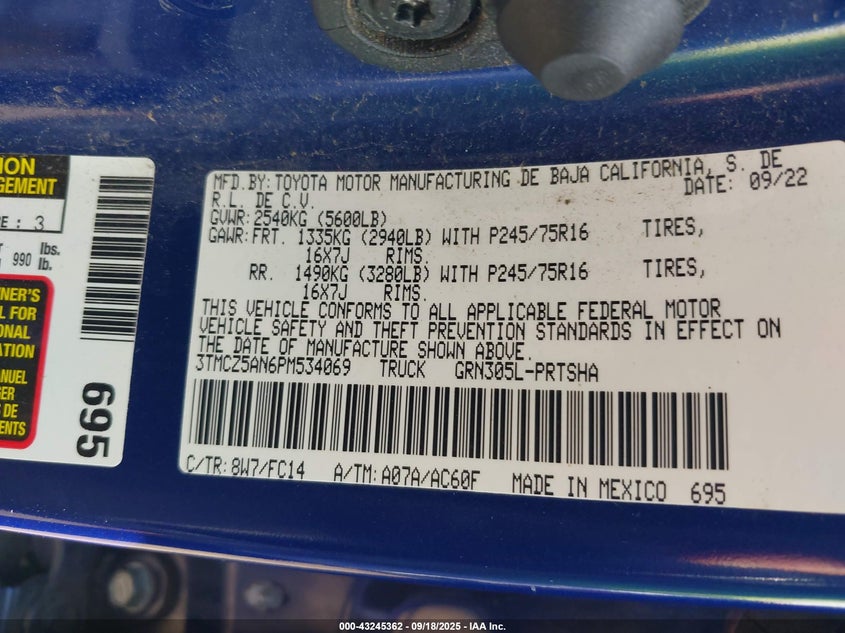 TION
GEMENT
E : 3
990 lbs.
lb.
NER'S
L FOR
ONAL
ATION
ANUEL
GER
S DE
ENTS
695
MFD.BY:TOYOTA MOTOR MANUFACTURING DE BAJA CALIFORNIA, S. DE
R.L. DE C.V. DATE: 09/22
GVWR:2540KG (5600LB)
GAWR:FRT. 1335KG (2940LB) WITH P245/75R16 TIRES,
16X7J RIMS.
RR. 1490KG (3280LB) WITH P245/75R16 TIRES,
16X7J RIMS.
THIS VEHICLE CONFORMS TO ALL APPLICABLE FEDERAL MOTOR
VEHICLE SAFETY AND THEFT PREVENTION STANDARDS IN EFFECT ON
THE DATE OF MANUFACTURE SHOWN ABOVE.
3TMCZ5AN6PM534069 TRUCK GRN305L-PRTSHA
C/TR:8W7/FC14 A/TM:A07A/AC60F MADE IN MEXICO 695
000-43245362 - 09/18/2025 - IAA Inc.